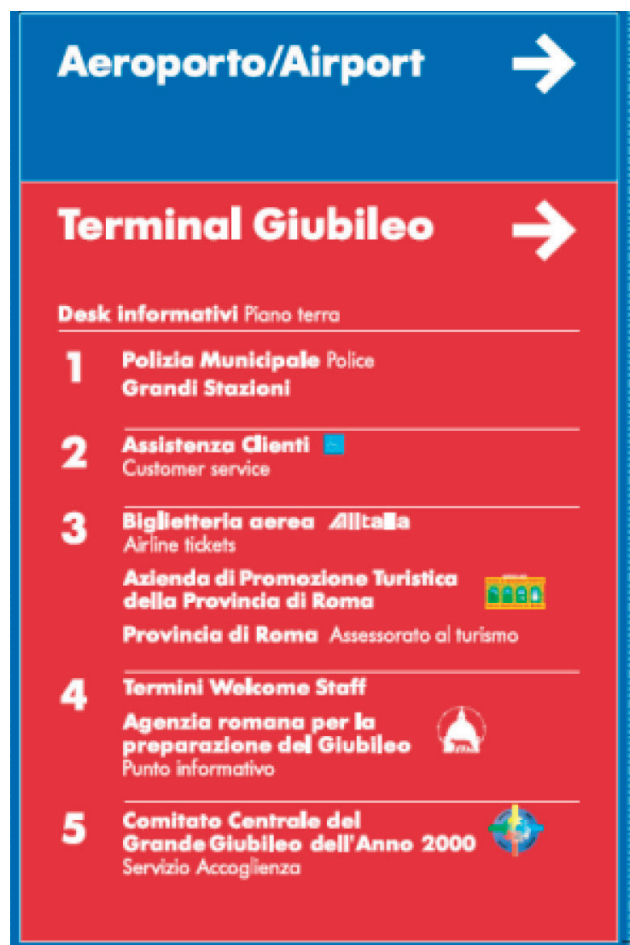 Aeroporto/Airport
Terminal Giubileo
Desk informativi Piano terra
1 Polizia Municipale Police
Grandi Stazioni
2 Assistenza Clienti
Customer service
3 Biglietteria aerea Alitalia
Airline tickets
Azienda di Promozione Turistica
della Provincia di Roma
Provincia di Roma Assessorato al turismo
4 Termini Welcome Staff
Agenzia romana per la
preparazione del Giubileo
Punto informativo
5 Comitato Centrale del
Grande Giubileo dell'Anno 2000
Servizio Accoglienza